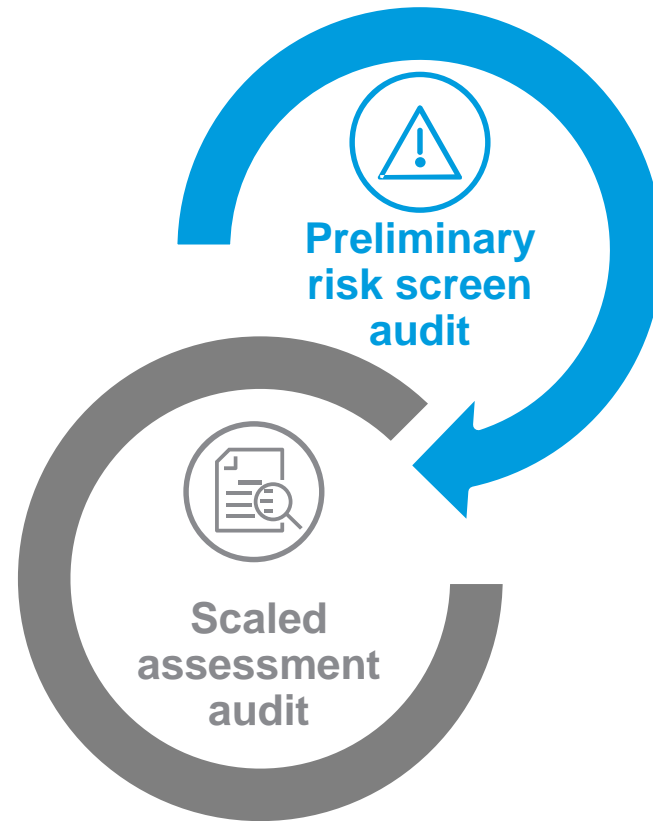 Preliminary
risk screen
audit
Scaled
assessment
audit